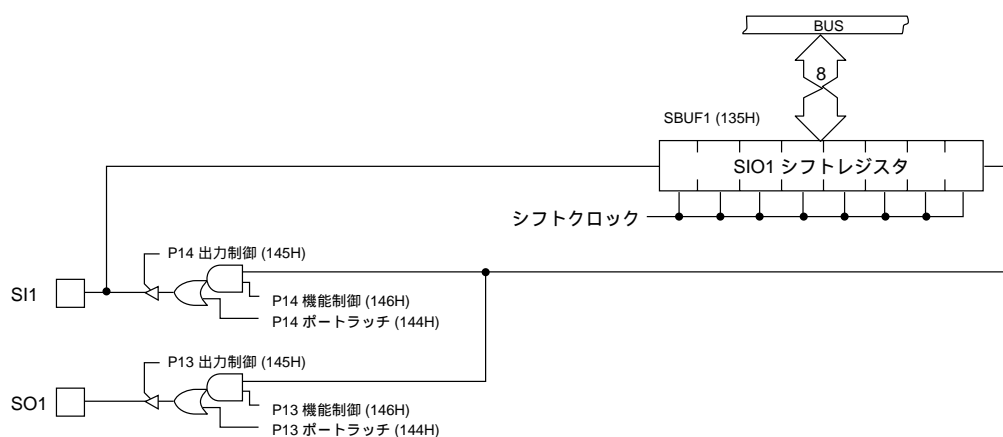 BUS
8
SBUF1 (135H)
SIO1 シフトレジスタ
シフトクロック
P14 出力制御 (145H)
SI1
P14 機能制御 (146H)
P14 ポートラッチ (144H)
P13 出力制御 (145H)
SO1
P13 機能制御 (146H)
P13 ポートラッチ (144H)